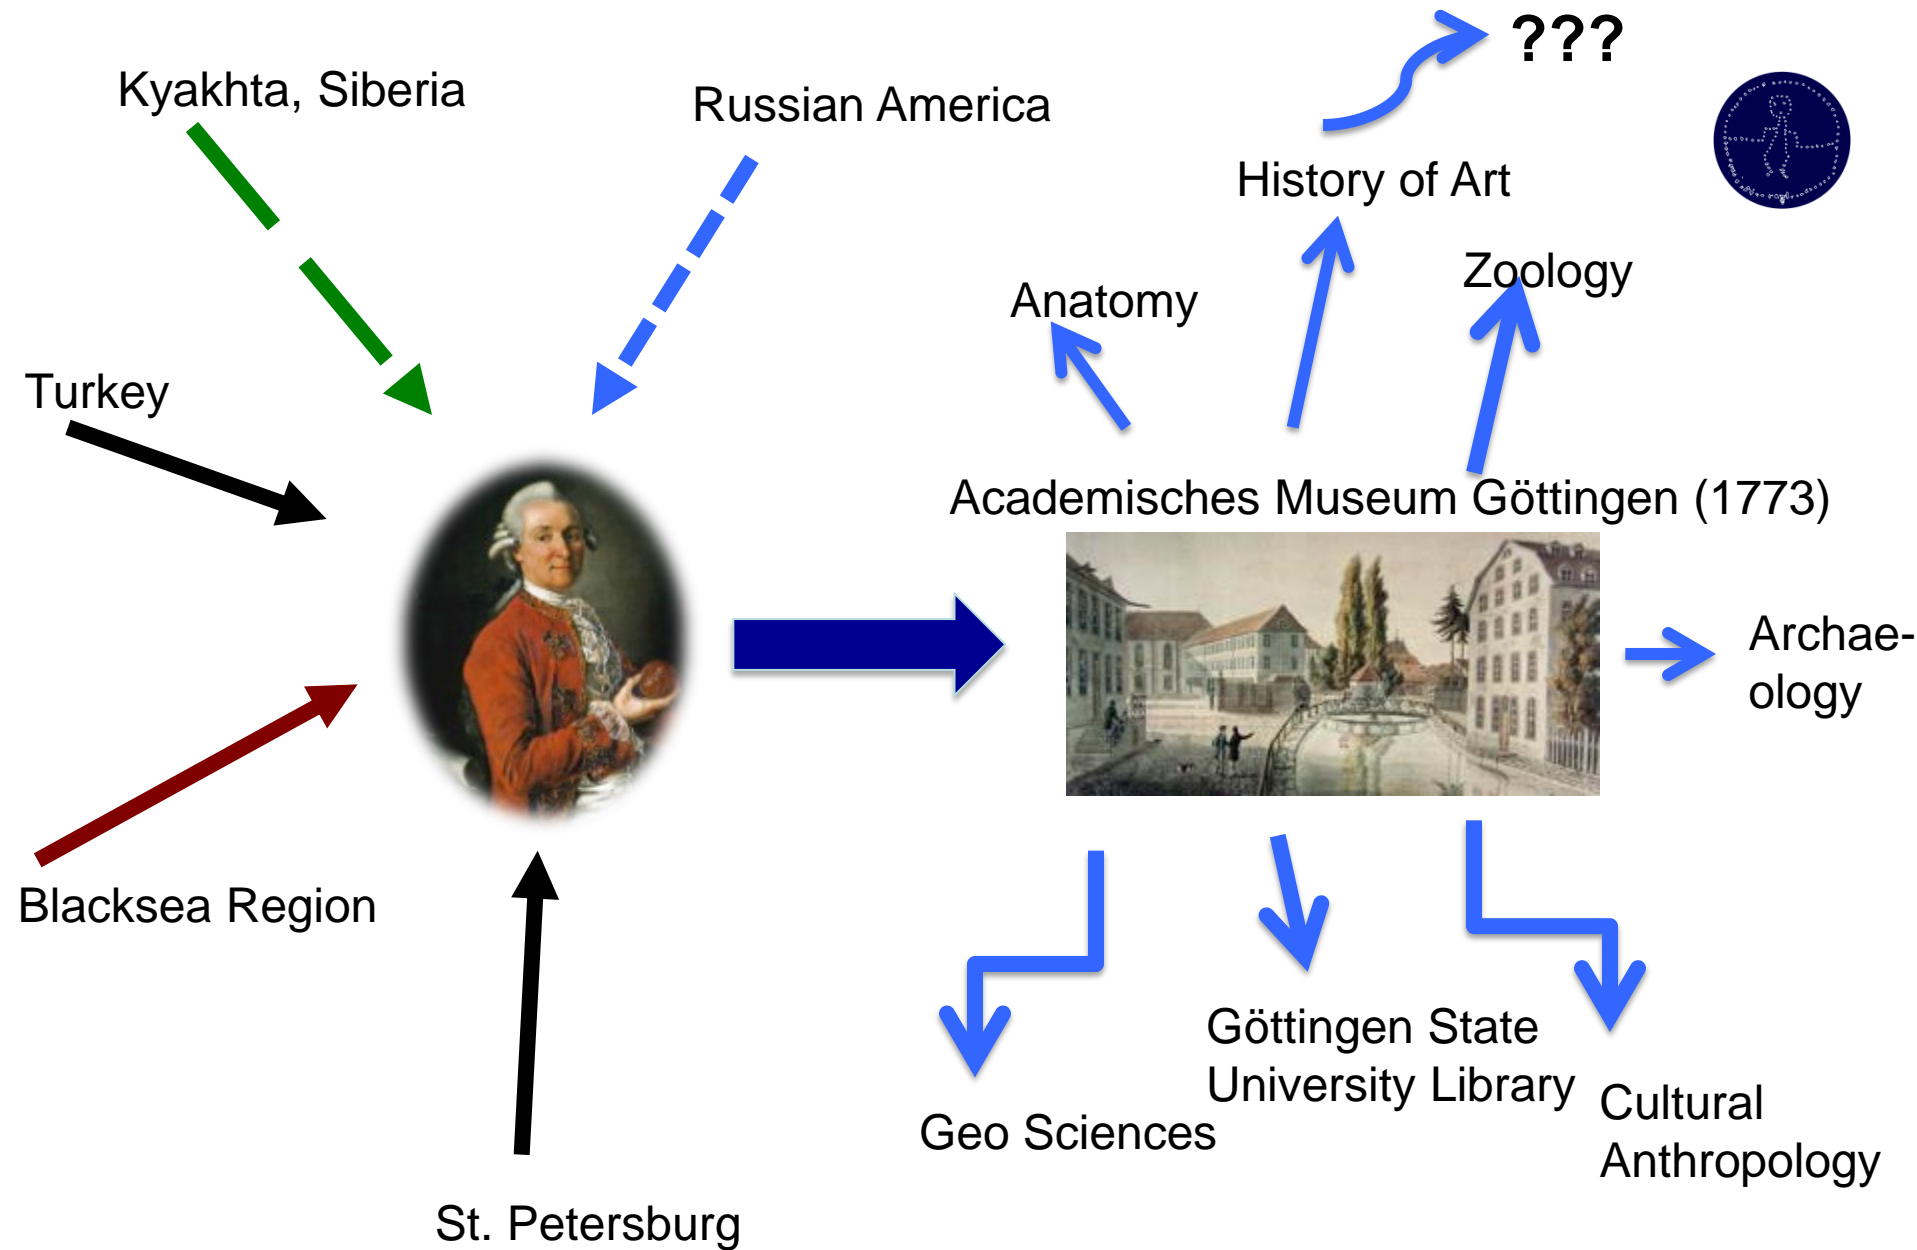 ???
Kyakhta, Siberia
Russian America
History of Art
Zoology
Anatomy
Turkey
Academisches Museum Göttingen (1773)
Archae-
ology
Blacksea Region
Göttingen State
University Library
Geo Sciences
Cultural
Anthropology
St. Petersburg